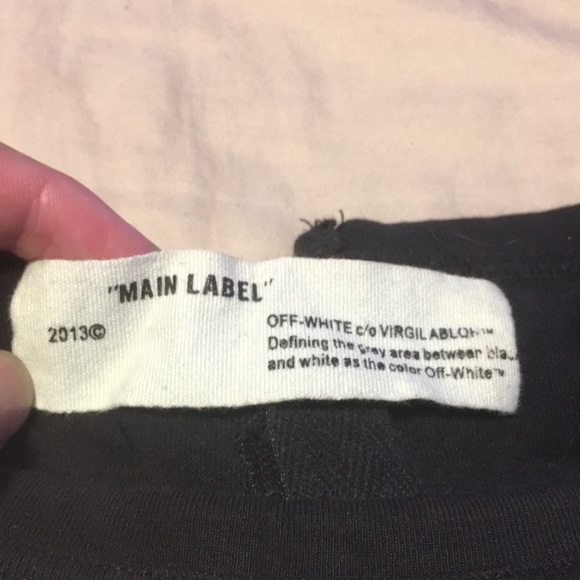 "MAIN LABEL"
2013©
OFF-WHITE c/o VIRGIL ABLOH™
Defining the grey area between
and white as the color Off-White™